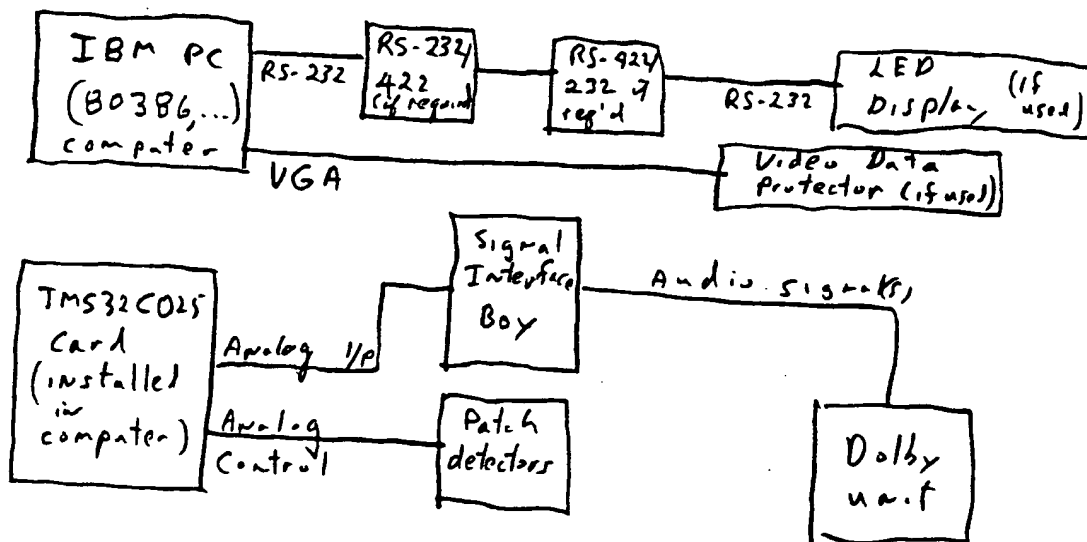 IBM PC
(80386,...)
computer
RS-232
RS-232/
422
(if required)
RS-422/
232 if
req'd
RS-232
LED (if
Display used)
VGA
Video Data
Protector (if used)
TMS32C025
Card
(installed
in
computer)
Analog I/P
Analog
Control
Signal
Interface
Box
Patch
detectors
Audio signal(s)
Dolby
unit